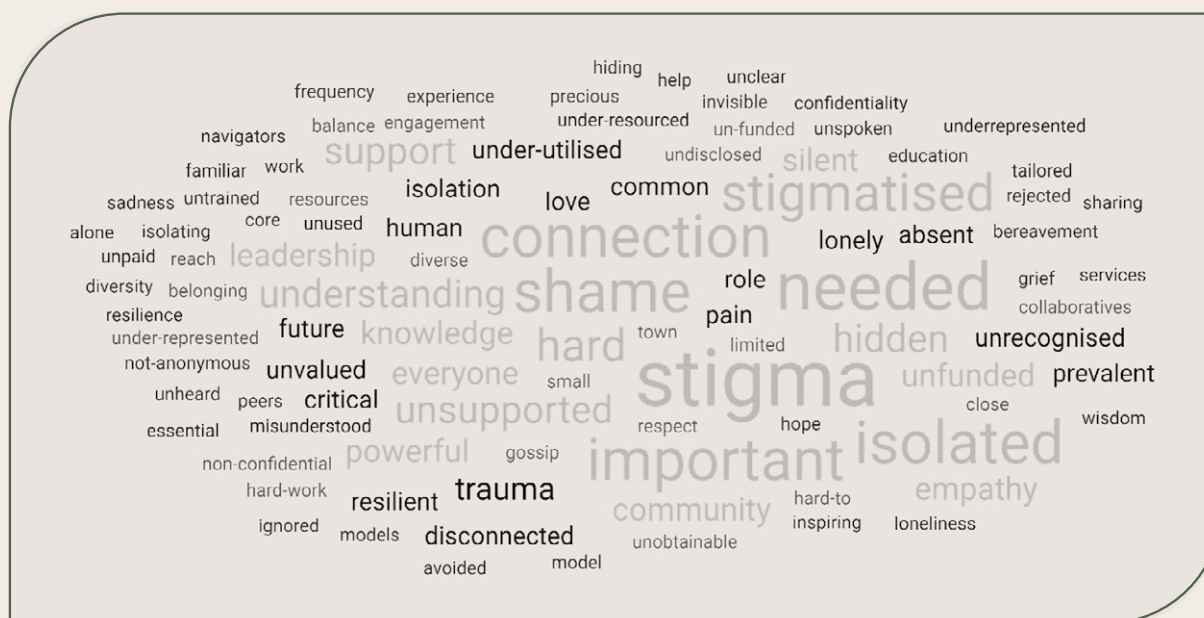 hiding
help unclear
frequency experience precious invisible confidentiality
navigators balance engagement under-resourced un-funded unspoken underrepresented
support under-utilised undisclosed silent education
familiar work isolation love common stigmatised tailored
sadness untrained resources rejected sharing
alone isolating core unused human connection lonely absent bereavement
unpaid reach leadership diverse role needed grief services
diversity belonging understanding shame collaboratives
resilience pain
under-represented future knowledge hard town limited hidden unrecognised
not-anonymous unvalued everyone small stigma unfunded prevalent
unheard peers critical unsupported close wisdom
essential misunderstood respect hope
non-confidential powerful gossip important isolated
hard-work resilient trauma community hard-to empathy
ignored models disconnected inspiring loneliness
unobtainable
avoided model